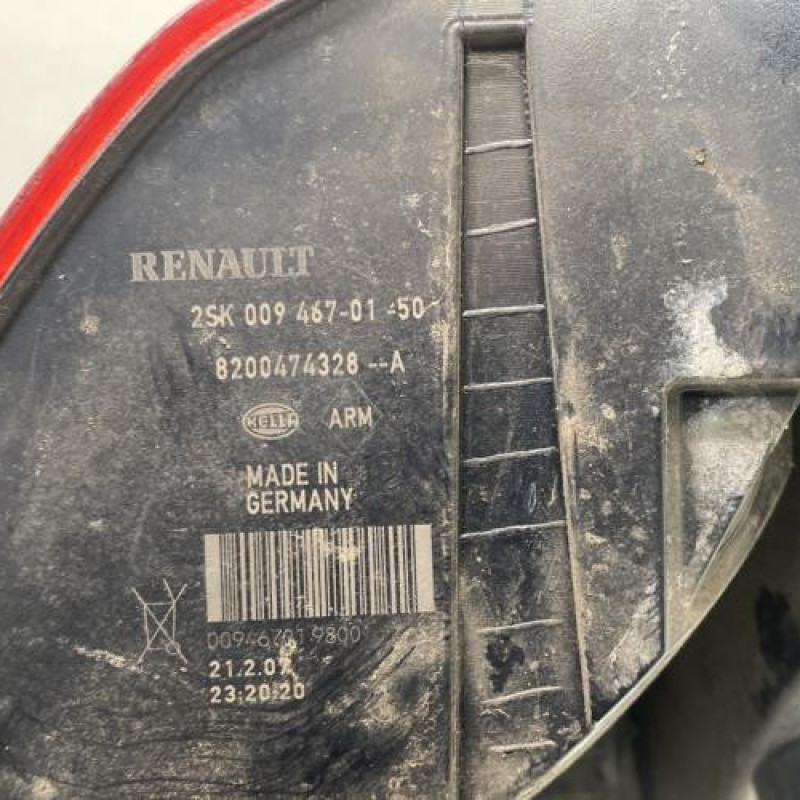 RENAULT
2SK 009 467-01 -50
8200474328 --A
HELLA ARM
MADE IN
GERMANY
21.2.07
23:20:20